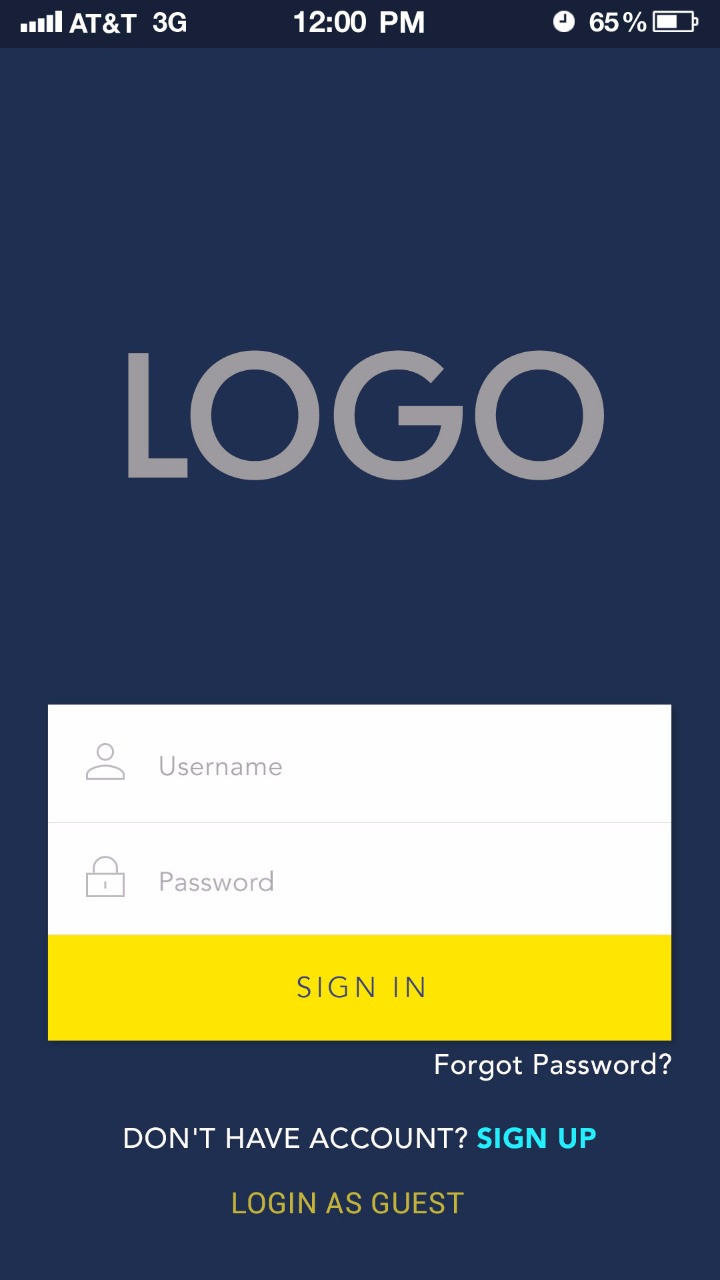 AT&T 3G 12:00 PM 65%
LOGO
Username
Password
SIGN IN
Forgot Password?
DON'T HAVE ACCOUNT? SIGN UP
LOGIN AS GUEST